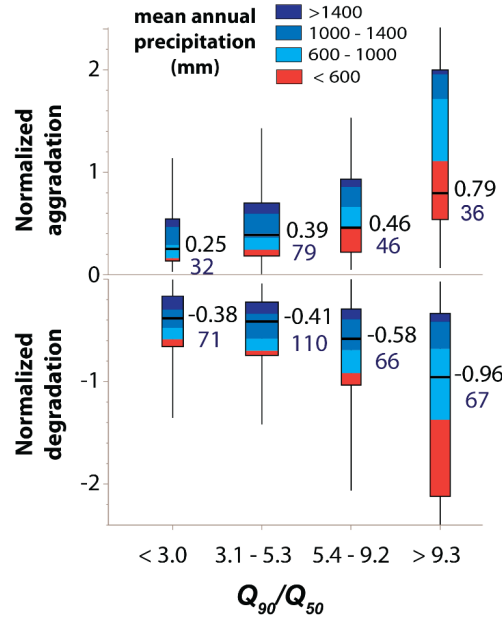 mean annual
precipitation
(mm)
>1400
1000 - 1400
600 - 1000
< 600
Normalized
aggradation
2
1
0
0.25
32
0.39
79
0.46
46
0.79
36
Normalized
degradation
0
-1
-2
-0.38
71
-0.41
110
-0.58
66
-0.96
67
< 3.0
3.1 - 5.3
5.4 - 9.2
> 9.3
Q90/Q50